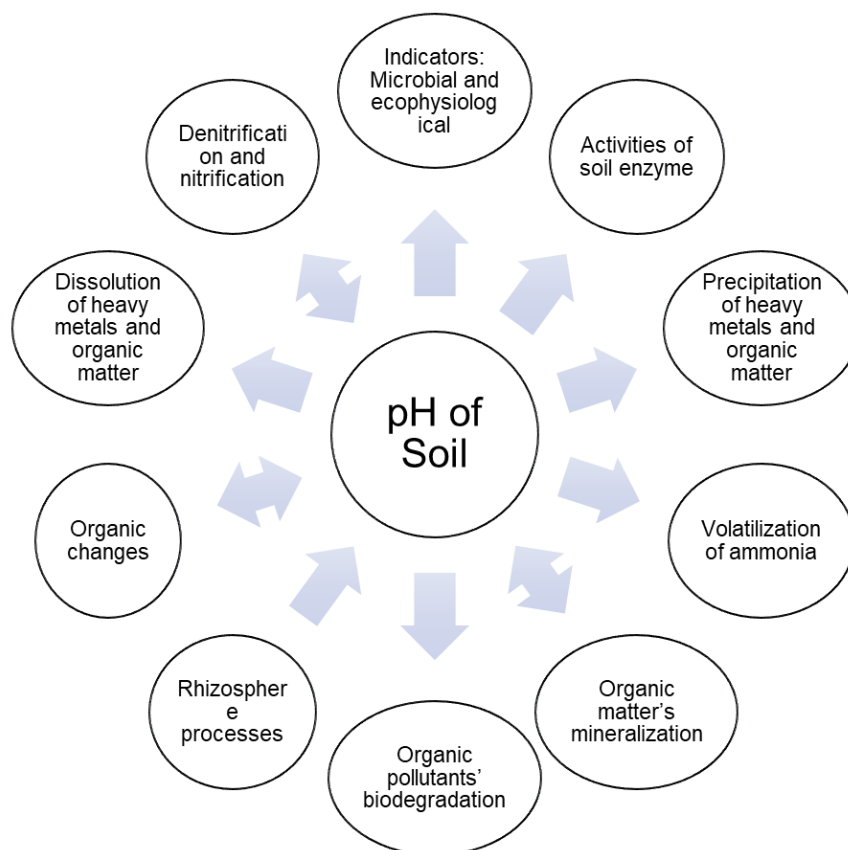 Indicators:
Microbial and
ecophysiolog
ical
Activities of
soil enzyme
Precipitation
of heavy
metals and
organic
matter
Volatilization
of ammonia
Organic
matter’s
mineralization
Organic
pollutants’
biodegradation
Rhizospher
e
processes
Organic
changes
Dissolution
of heavy
metals and
organic
matter
Denitrificati
on and
nitrification
pH of
Soil